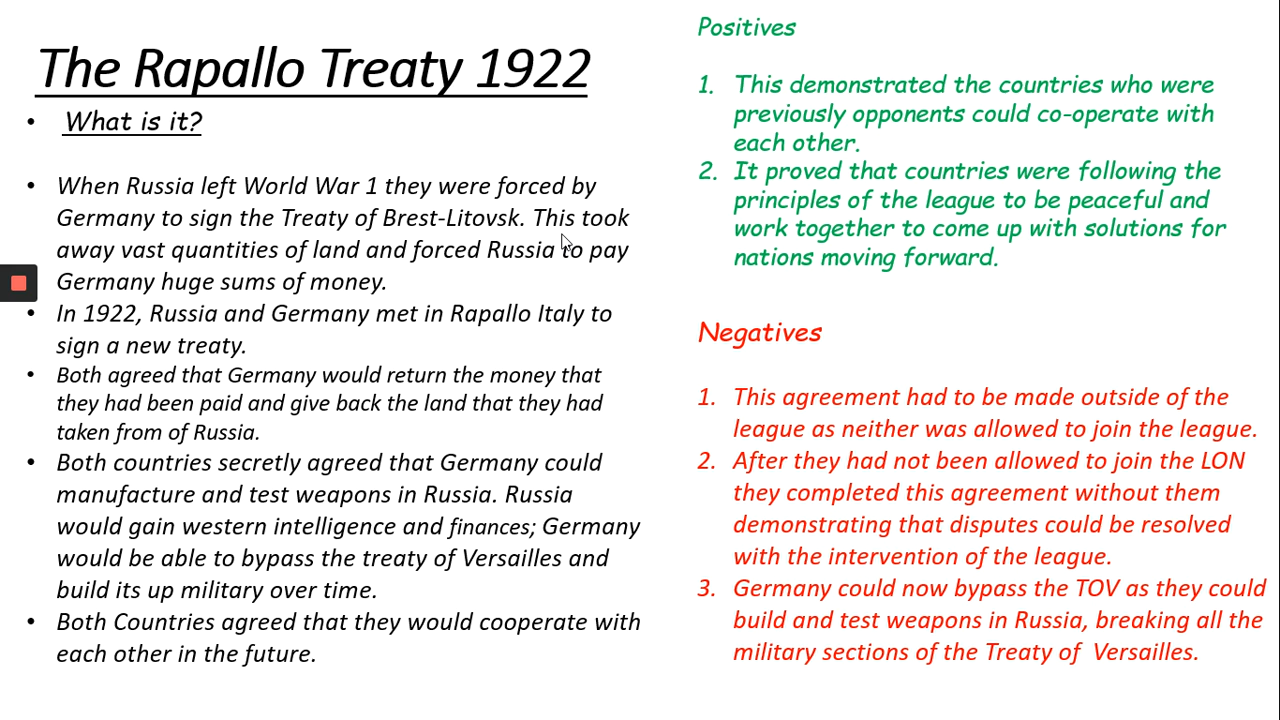 The Rapallo Treaty 1922
• What is it?
• When Russia left World War 1 they were forced by
Germany to sign the Treaty of Brest-Litovsk. This took
away vast quantities of land and forced Russia to pay
Germany huge sums of money.
• In 1922, Russia and Germany met in Rapallo Italy to
sign a new treaty.
• Both agreed that Germany would return the money that
they had been paid and give back the land that they had
taken from of Russia.
• Both countries secretly agreed that Germany could
manufacture and test weapons in Russia. Russia
would gain western intelligence and finances; Germany
would be able to bypass the treaty of Versailles and
build its up military over time.
• Both Countries agreed that they would cooperate with
each other in the future.
Positives
1. This demonstrated the countries who were
previously opponents could co-operate with
each other.
2. It proved that countries were following the
principles of the league to be peaceful and
work together to come up with solutions for
nations moving forward.
Negatives
1. This agreement had to be made outside of the
league as neither was allowed to join the league.
2. After they had not been allowed to join the LON
they completed this agreement without them
demonstrating that disputes could be resolved
with the intervention of the league.
3. Germany could now bypass the TOV as they could
build and test weapons in Russia, breaking all the
military sections of the Treaty of Versailles.